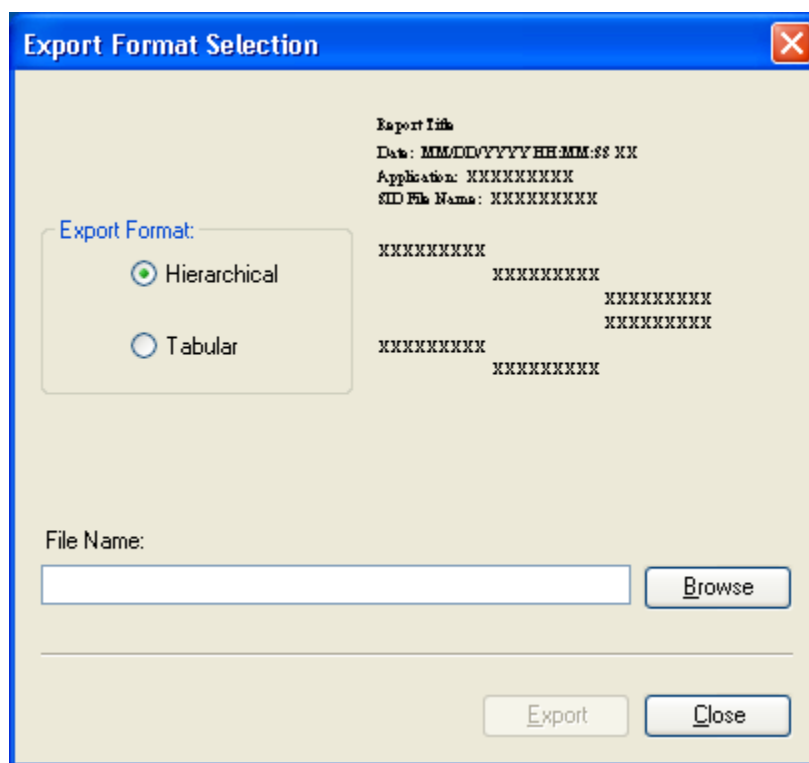 Export Format Selection
Report Title
Date: MM/DD/YYYY HH:MM:SS XX
Application: XXXXXXXXX
SID File Name: XXXXXXXXX
Export Format:
Hierarchical
Tabular
XXXXXXXXX
XXXXXXXXX
XXXXXXXXX
XXXXXXXXX
XXXXXXXXX
XXXXXXXXX
File Name:
Browse
Export
Close